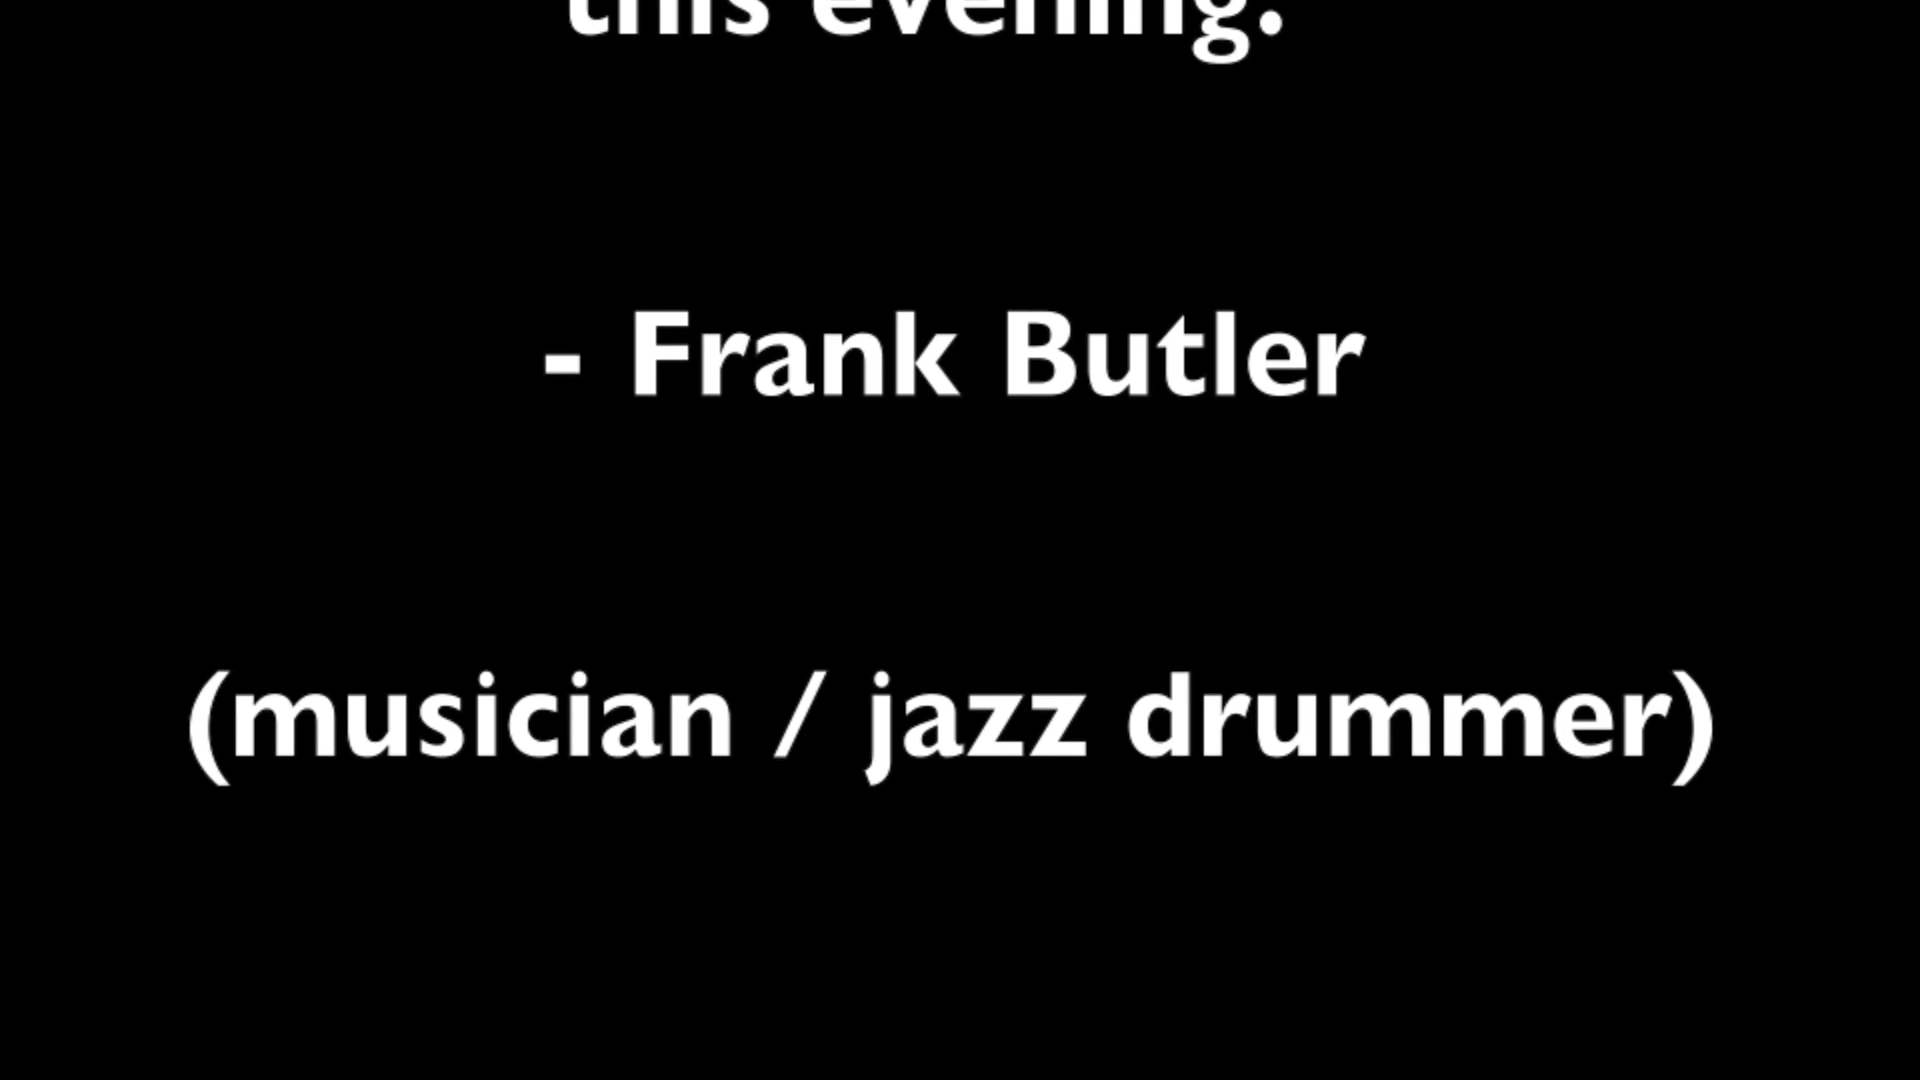 this evening.
- Frank Butler
(musician / jazz drummer)